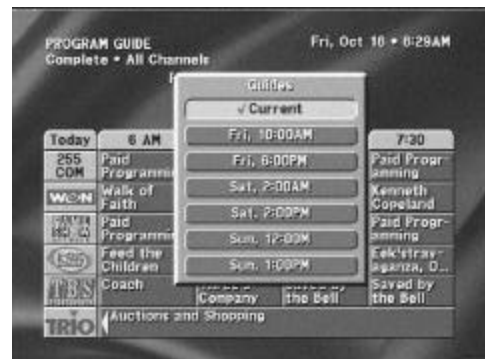 PROGRAM GUIDE
Fri, Oct 16 • 6:29AM
Complete • All Channels
Guides
√ Current
Fri, 10:00AM
Fri, 6:00PM
Sat, 2:00AM
Sat, 2:00PM
Sun, 12:00M
Sun, 1:00PM
Today
6 AM
7:30
255
COM
Paid
Programmi
Paid Progr-
amming
WGN
Walk of
Faith
Kenneth
Copeland
Paid
Programmi
Paid Progr-
amming
Feed the
Children
Eek!strav-
aganza, D...
TBS
Coach
Company
the Bell
Saved by
the Bell
TRIO
Auctions and Shopping